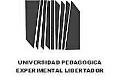 UNIVERSIDAD PEDAGOGICA
EXPERIMENTAL LIBERTADOR